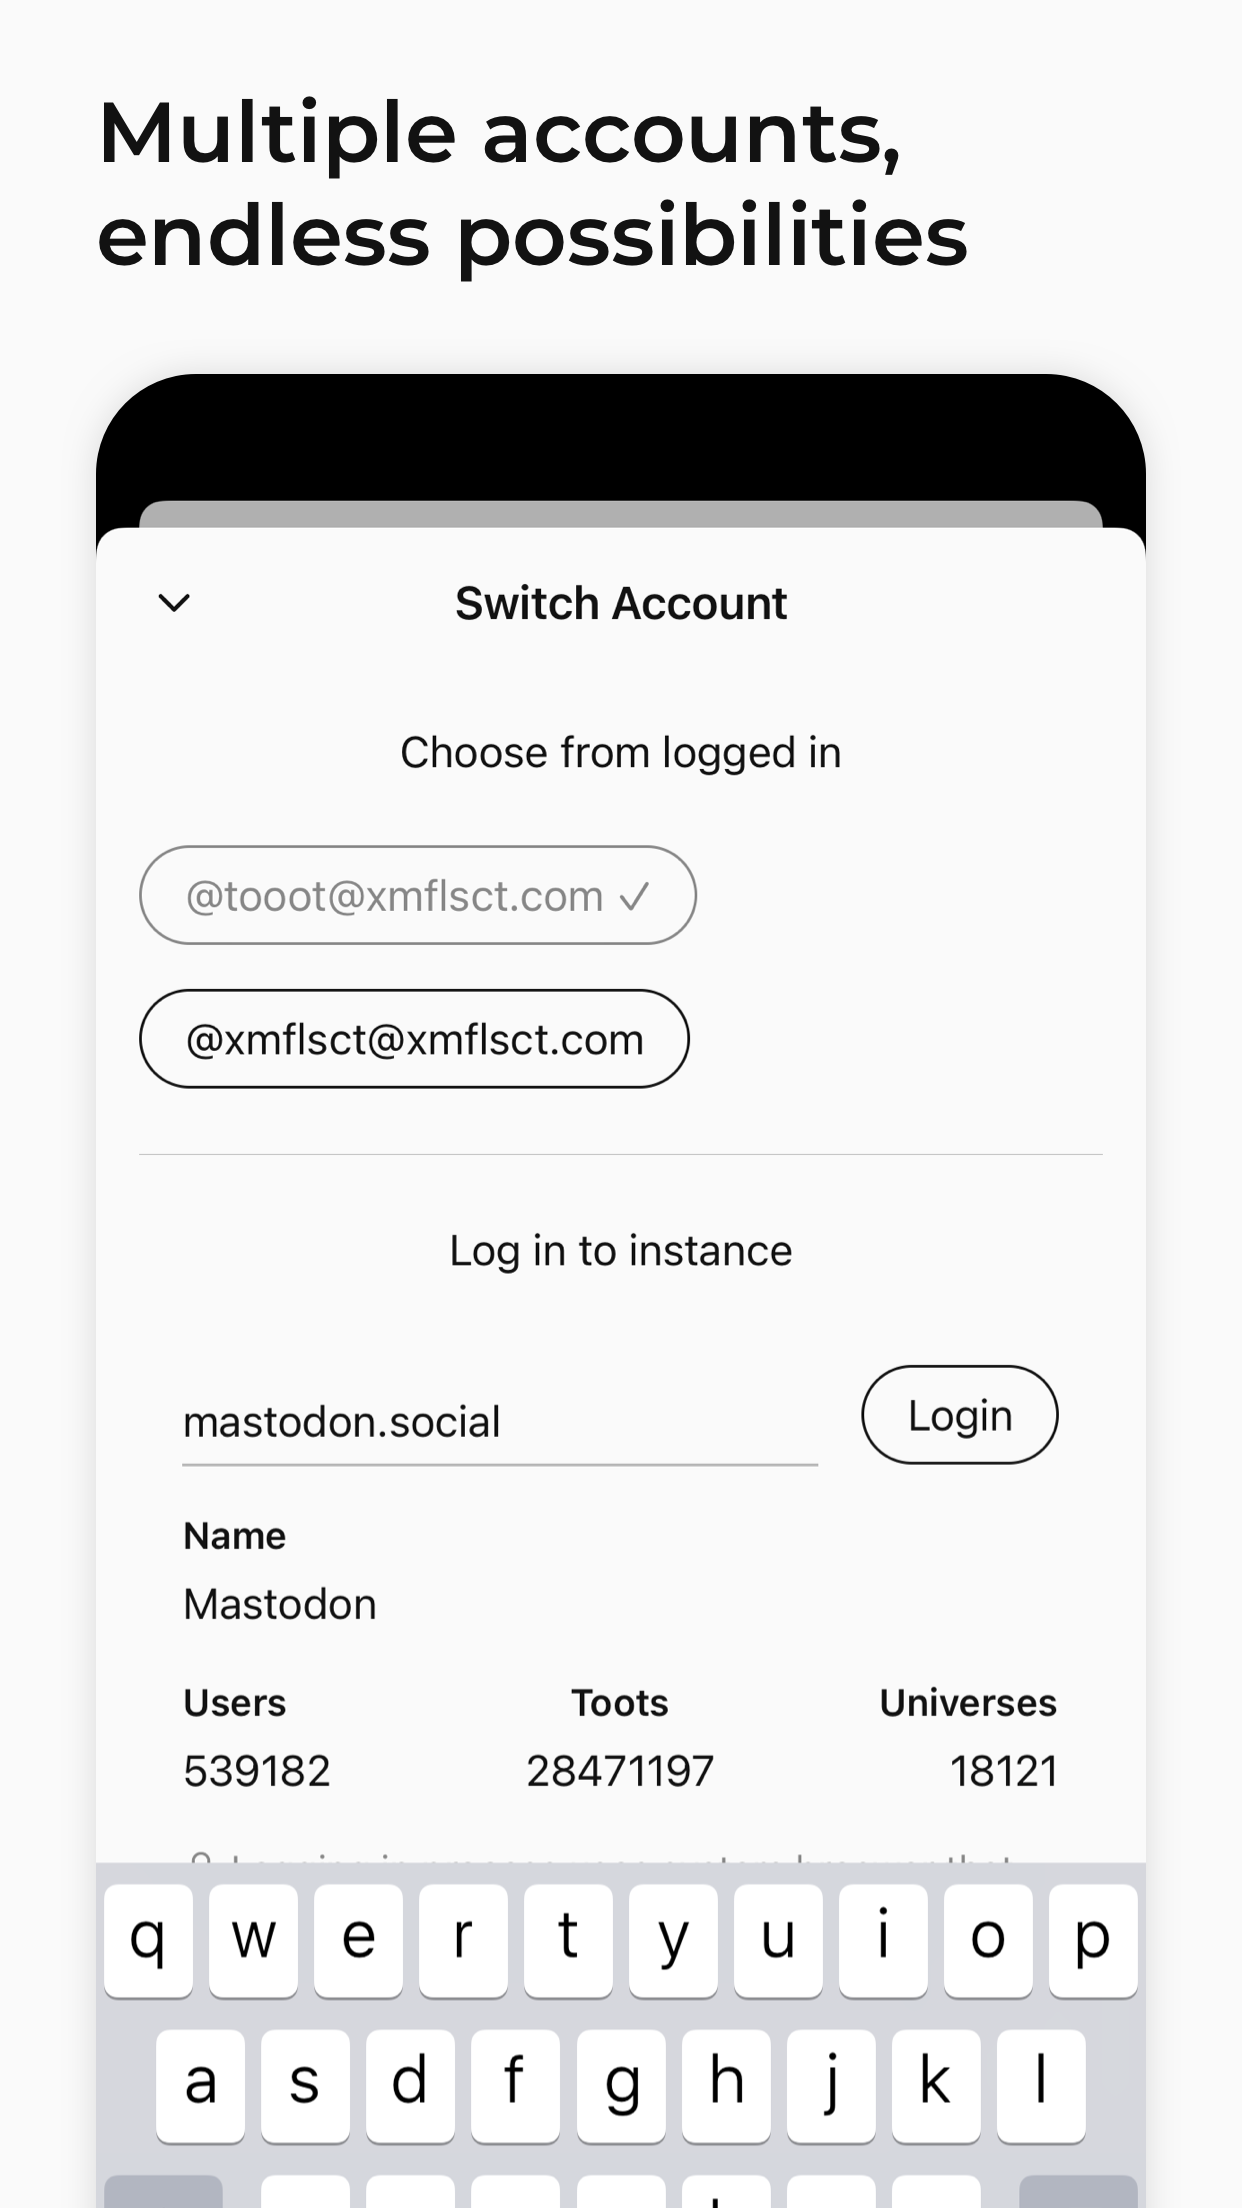 Multiple accounts,
endless possibilities
Switch Account
Choose from logged in
@tooot@xmflsct.com ✓
@xmflsct@xmflsct.com
Log in to instance
mastodon.social
Login
Name
Mastodon
Users Toots Universes
539182 28471197 18121
q w e r t y u i o p
a s d f g h j k l